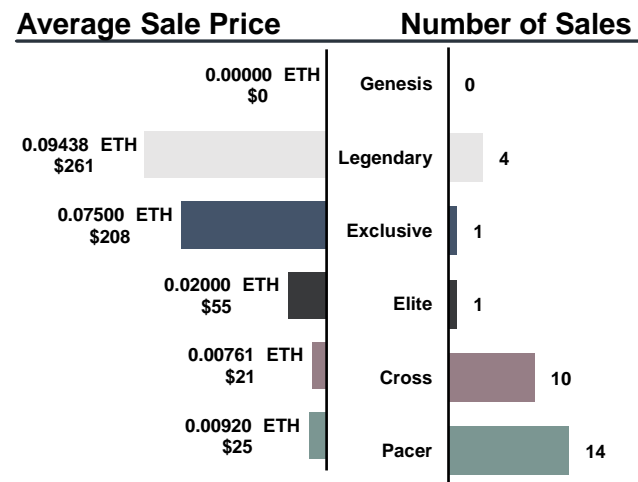 Average Sale Price Number of Sales
0.00000 ETH
$0
Genesis
0
0.09438 ETH
$261
Legendary
4
0.07500 ETH
$208
Exclusive
1
0.02000 ETH
$55
Elite
1
0.00761 ETH
$21
Cross
10
0.00920 ETH
$25
Pacer
14